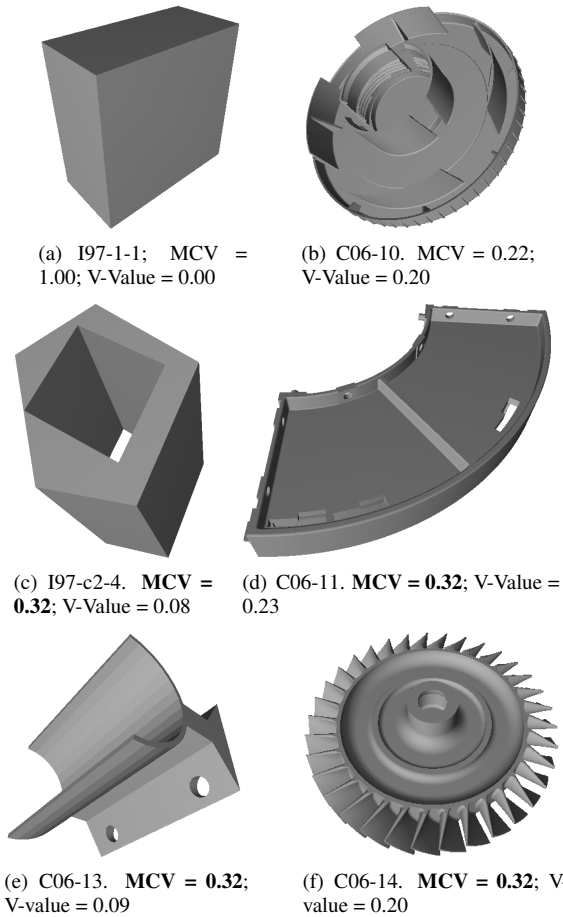 (a) I97-1-1; MCV =
1.00; V-Value = 0.00
(b) C06-10. MCV = 0.22;
V-Value = 0.20
(c) I97-c2-4. MCV =
0.32; V-Value = 0.08
(d) C06-11. MCV = 0.32; V-Value =
0.23
(e) C06-13. MCV = 0.32;
V-value = 0.09
(f) C06-14. MCV = 0.32; V-
value = 0.20